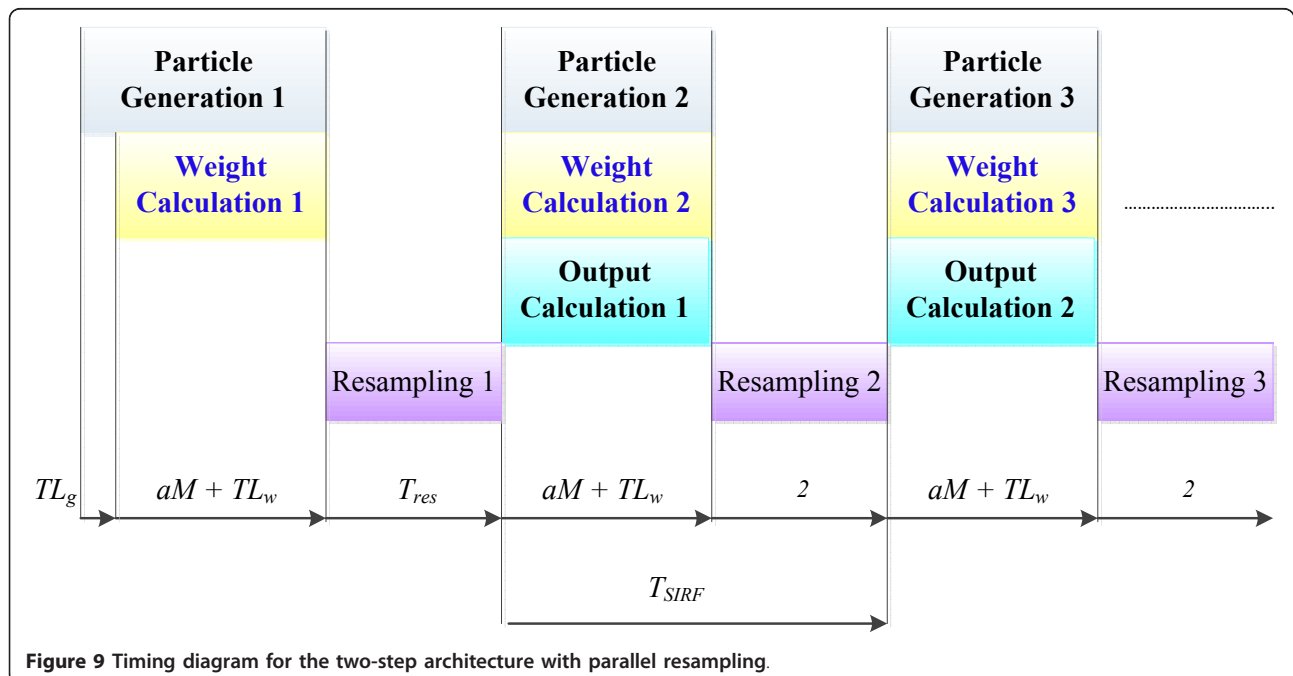 Particle
Generation 1
Particle
Generation 2
Particle
Generation 3
Weight
Calculation 1
Weight
Calculation 2
Weight
Calculation 3
................................
Output
Calculation 1
Output
Calculation 2
Resampling 1
Resampling 2
Resampling 3
TLg
aM + TLw
Tres
aM + TLw
2
aM + TLw
2
TSIRF
Figure 9 Timing diagram for the two-step architecture with parallel resampling.